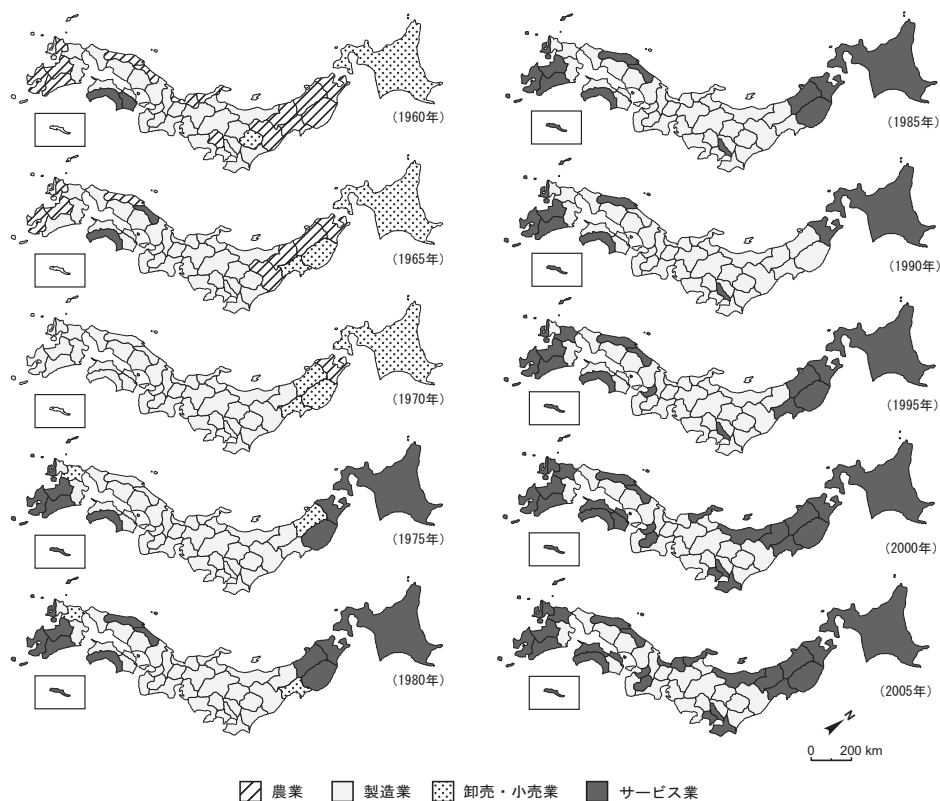 (1960年)
(1965年)
(1970年)
(1975年)
(1980年)
(1985年)
(1990年)
(1995年)
(2000年)
(2005年)
N
0 200 km
農業 製造業 卸売・小売業 サービス業